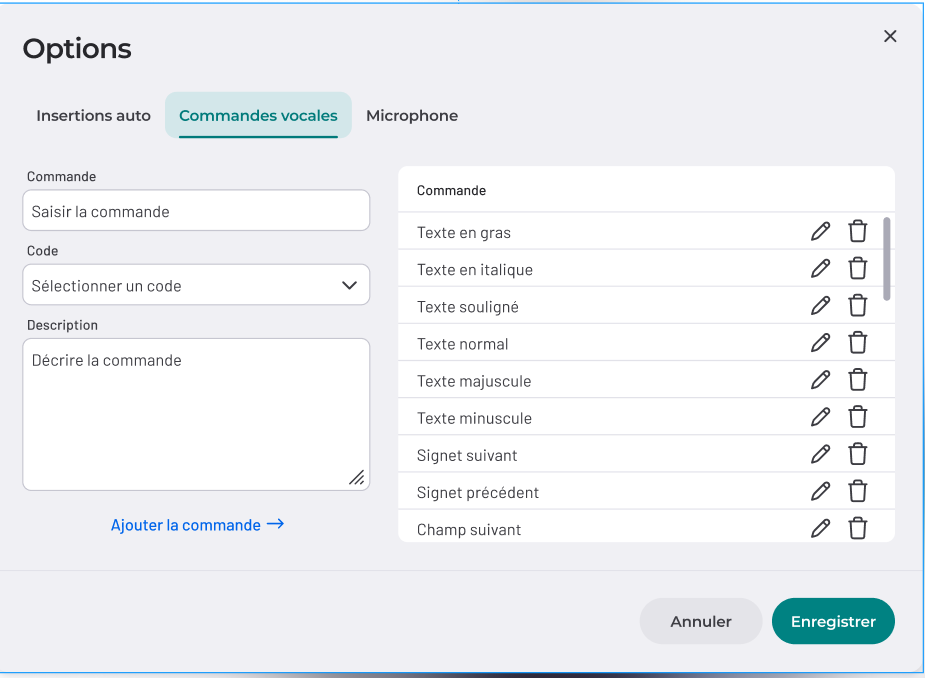 Options
Insertions auto
Commandes vocales
Microphone
Commande
Saisir la commande
Code
Sélectionner un code
Description
Décrire la commande
Ajouter la commande →
Commande
Texte en gras
Texte en italique
Texte souligné
Texte normal
Texte majuscule
Texte minuscule
Signet suivant
Signet précédent
Champ suivant
Annuler
Enregistrer